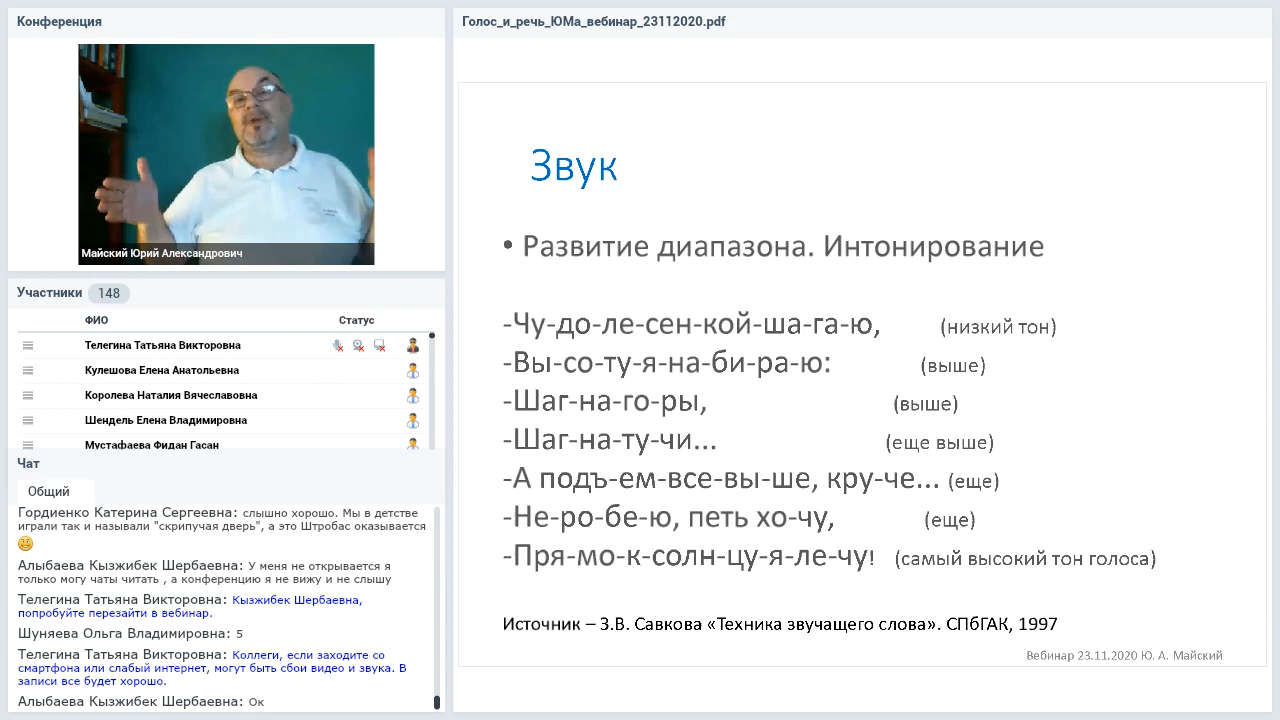 Конференция
Майский Юрий Александрович
Участники 148
ФИО Статус
Телегина Татьяна Викторовна
Кулешова Елена Анатольевна
Королева Наталия Вячеславовна
Шендель Елена Владимировна
Мустафаева Фидан Гасан
Чат
Общий
Гордиенко Катерина Сергеевна: слышно хорошо. Мы в детстве
играли так и называли "скрипучая дверь", а это Штробас оказывается
Алыбаева Кызжибек Шербаевна: У меня не открывается я
только могу чаты читать , а конференцию я не вижу и не слышу
Телегина Татьяна Викторовна: Кызжибек Шербаевна,
попробуйте перезайти в вебинар.
Шуняева Ольга Владимировна: 5
Телегина Татьяна Викторовна: Коллеги, если заходите со
смартфона или слабый интернет, могут быть сбои видео и звука. В
записи все будет хорошо.
Алыбаева Кызжибек Шербаевна: Ок
Голос_и_речь_ЮМа_вебинар_23112020.pdf
Звук
• Развитие диапазона. Интонирование
-Чу-до-ле-сен-кой-ша-га-ю, (низкий тон)
-Вы-со-ту-я-на-би-ра-ю: (выше)
-Шаг-на-го-ры, (выше)
-Шаг-на-ту-чи... (еще выше)
-А подъ-ем-все-вы-ше, кру-че... (еще)
-Не-ро-бе-ю, петь хо-чу, (еще)
-Пря-мо-к-солн-цу-я-ле-чу! (самый высокий тон голоса)
Источник – З.В. Савкова «Техника звучащего слова». СПбГАК, 1997
Вебинар 23.11.2020 Ю. А. Майский